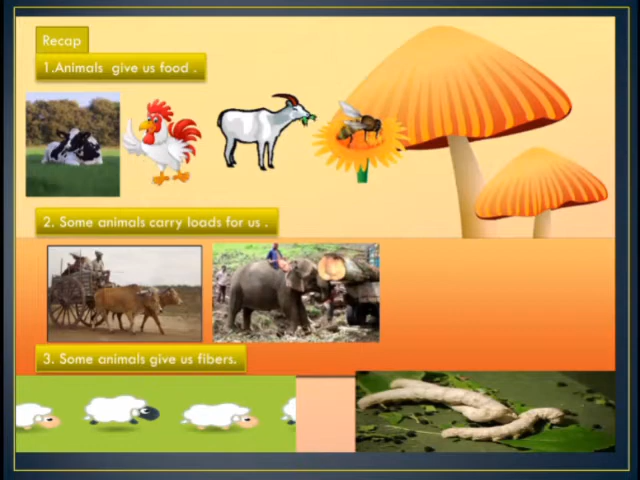 Recap
1.Animals  give us food .
2. Some animals carry loads for us .
3. Some animals give us fibers.